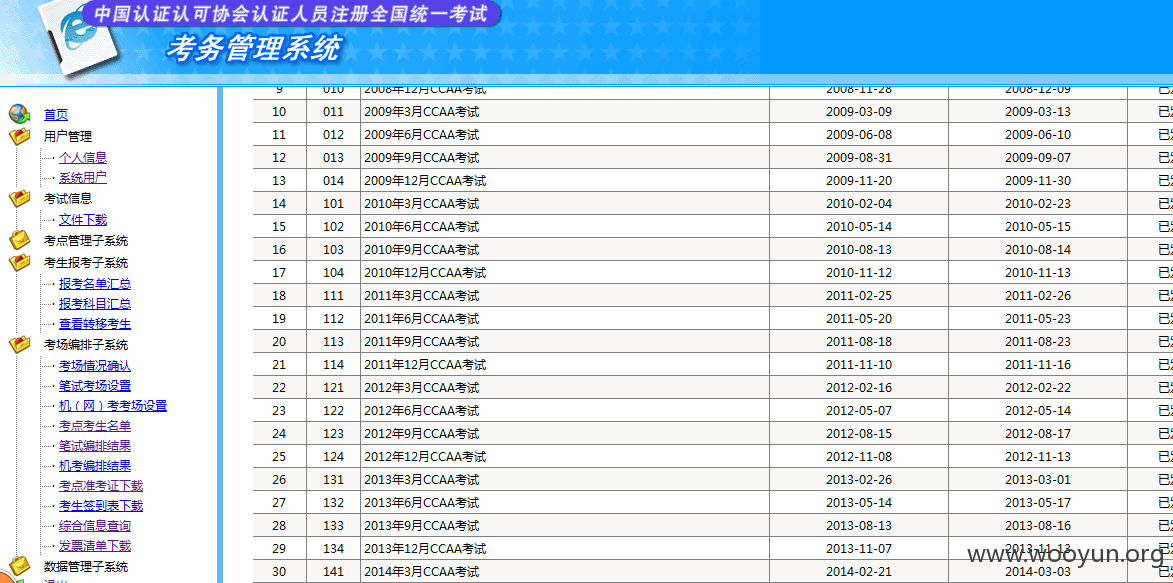 中国认证认可协会认证人员注册全国统一考试
考务管理系统
首页
用户管理
个人信息
系统用户
考试信息
文件下载
考点管理子系统
考生报考子系统
报考名单汇总
报考科目汇总
查看转移考生
考场编排子系统
考场情况确认
笔试考场设置
机（网）考考场设置
考点考生名单
笔试编排结果
机考编排结果
考点准考证下载
考生签到表下载
综合信息查询
发票清单下载
数据管理子系统
退出
9 010 2008年12月CCAA考试 2008-11-28 2008-12-09
10 011 2009年3月CCAA考试 2009-03-09 2009-03-13 已
11 012 2009年6月CCAA考试 2009-06-08 2009-06-10 已
12 013 2009年9月CCAA考试 2009-08-31 2009-09-07 已
13 014 2009年12月CCAA考试 2009-11-20 2009-11-30 已
14 101 2010年3月CCAA考试 2010-02-04 2010-02-23 已
15 102 2010年6月CCAA考试 2010-05-14 2010-05-15 已
16 103 2010年9月CCAA考试 2010-08-13 2010-08-14 已
17 104 2010年12月CCAA考试 2010-11-12 2010-11-13 已
18 111 2011年3月CCAA考试 2011-02-25 2011-02-26 已
19 112 2011年6月CCAA考试 2011-05-20 2011-05-23 已
20 113 2011年9月CCAA考试 2011-08-18 2011-08-23 已
21 114 2011年12月CCAA考试 2011-11-10 2011-11-16 已
22 121 2012年3月CCAA考试 2012-02-16 2012-02-22 已
23 122 2012年6月CCAA考试 2012-05-07 2012-05-14 已
24 123 2012年9月CCAA考试 2012-08-15 2012-08-17 已
25 124 2012年12月CCAA考试 2012-11-08 2012-11-13 已
26 131 2013年3月CCAA考试 2013-02-26 2013-03-01 已
27 132 2013年6月CCAA考试 2013-05-14 2013-05-17 已
28 133 2013年9月CCAA考试 2013-08-13 2013-08-16 已
29 134 2013年12月CCAA考试 2013-11-07 2013-11-13 已
30 141 2014年3月CCAA考试 2014-02-21 2014-03-03 已
www.wooyun.org